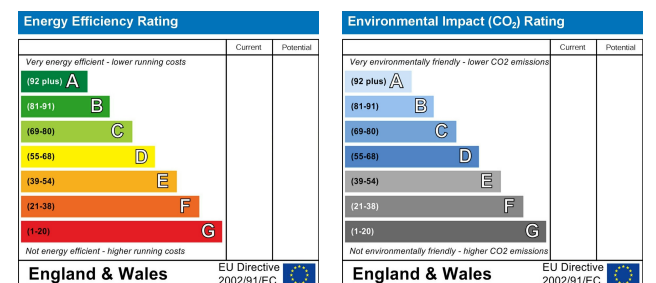 Energy Efficiency Rating
Current Potential
Very energy efficient - lower running costs
(92 plus) A
(81-91) B
(69-80) C
(55-68) D
(39-54) E
(21-38) F
(1-20) G
Not energy efficient - higher running costs
England & Wales
EU Directive
2002/91/EC
Environmental Impact (CO₂) Rating
Current Potential
Very environmentally friendly - lower CO2 emissions
(92 plus) A
(81-91) B
(69-80) C
(55-68) D
(39-54) E
(21-38) F
(1-20) G
Not environmentally friendly - higher CO2 emissions
England & Wales
EU Directive
2002/91/EC